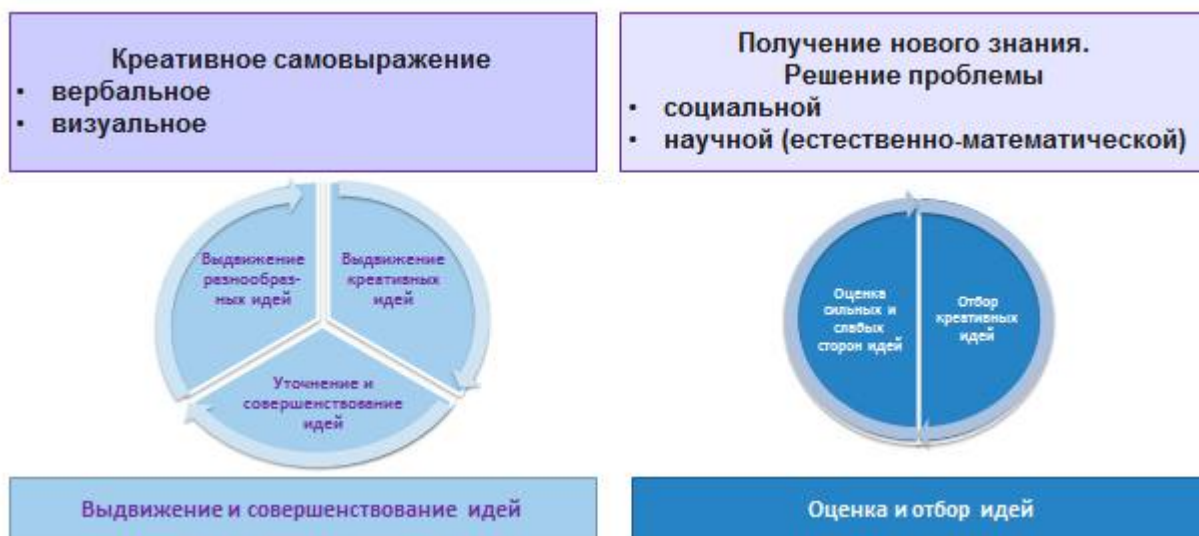 Креативное самовыражение
• вербальное
• визуальное
Получение нового знания.
Решение проблемы
• социальной
• научной (естественно-математической)
Выдвижение
разнообраз-
ных идей
Выдвижение
креативных
идей
Уточнение и
совершенствование
идей
Оценка
сильных и
слабых
сторон идей
Отбор
креативных
идей
Выдвижение и совершенствование идей
Оценка и отбор идей